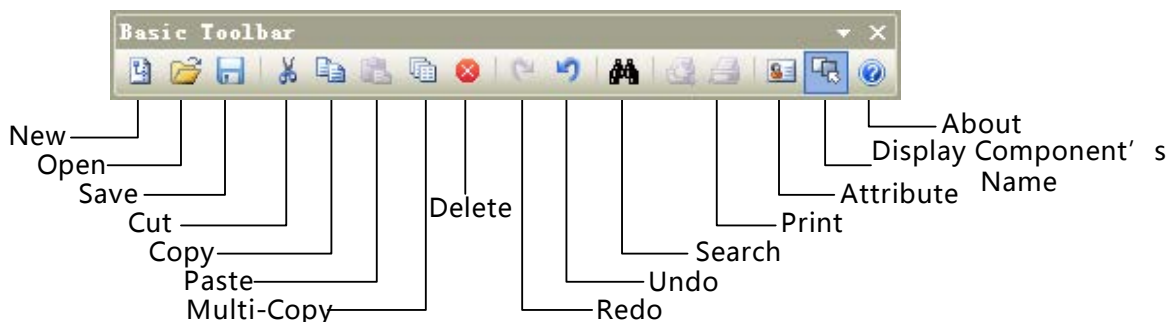 Basic Toolbar
New
About
Open
Display Component's
Save
Attribute
Name
Cut
Delete
Print
Copy
Search
Paste
Undo
Multi-Copy
Redo